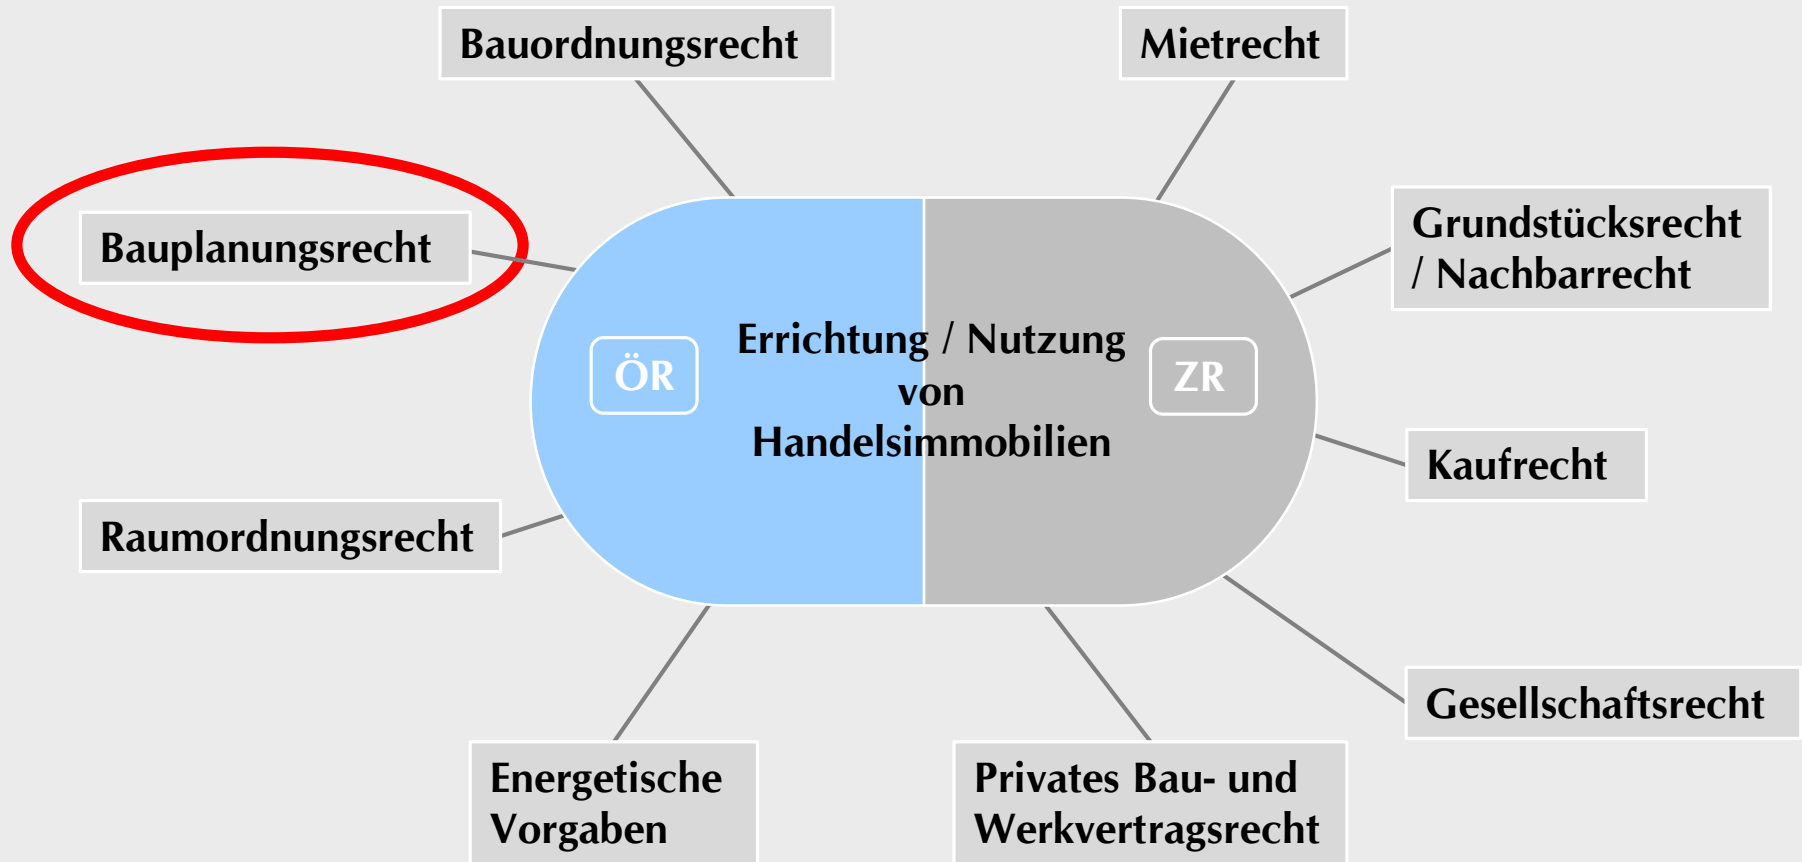 Bauordnungsrecht
Mietrecht
Bauplanungsrecht
Grundstücksrecht
/ Nachbarrecht
Errichtung / Nutzung
von
Handelsimmobilien
ÖR
ZR
Kaufrecht
Raumordnungsrecht
Gesellschaftsrecht
Energetische
Vorgaben
Privates Bau- und
Werkvertragsrecht